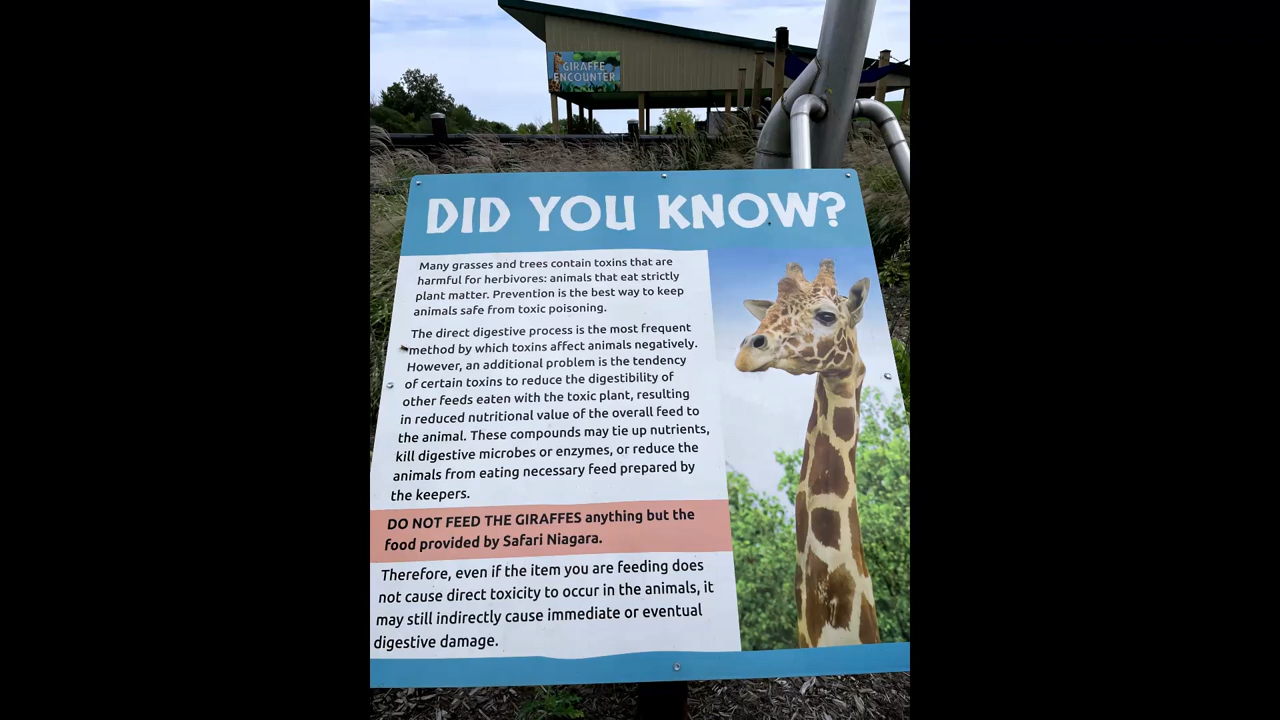 GIRAFFE
ENCOUNTER
DID YOU KNOW?
Many grasses and trees contain toxins that are
harmful for herbivores: animals that eat strictly
plant matter. Prevention is the best way to keep
animals safe from toxic poisoning.
The direct digestive process is the most frequent
method by which toxins affect animals negatively.
However, an additional problem is the tendency
of certain toxins to reduce the digestibility of
other feeds eaten with the toxic plant, resulting
in reduced nutritional value of the overall feed to
the animal. These compounds may tie up nutrients,
kill digestive microbes or enzymes, or reduce the
animals from eating necessary feed prepared by
the keepers.
DO NOT FEED THE GIRAFFES anything but the
food provided by Safari Niagara.
Therefore, even if the item you are feeding does
not cause direct toxicity to occur in the animals, it
may still indirectly cause immediate or eventual
digestive damage.